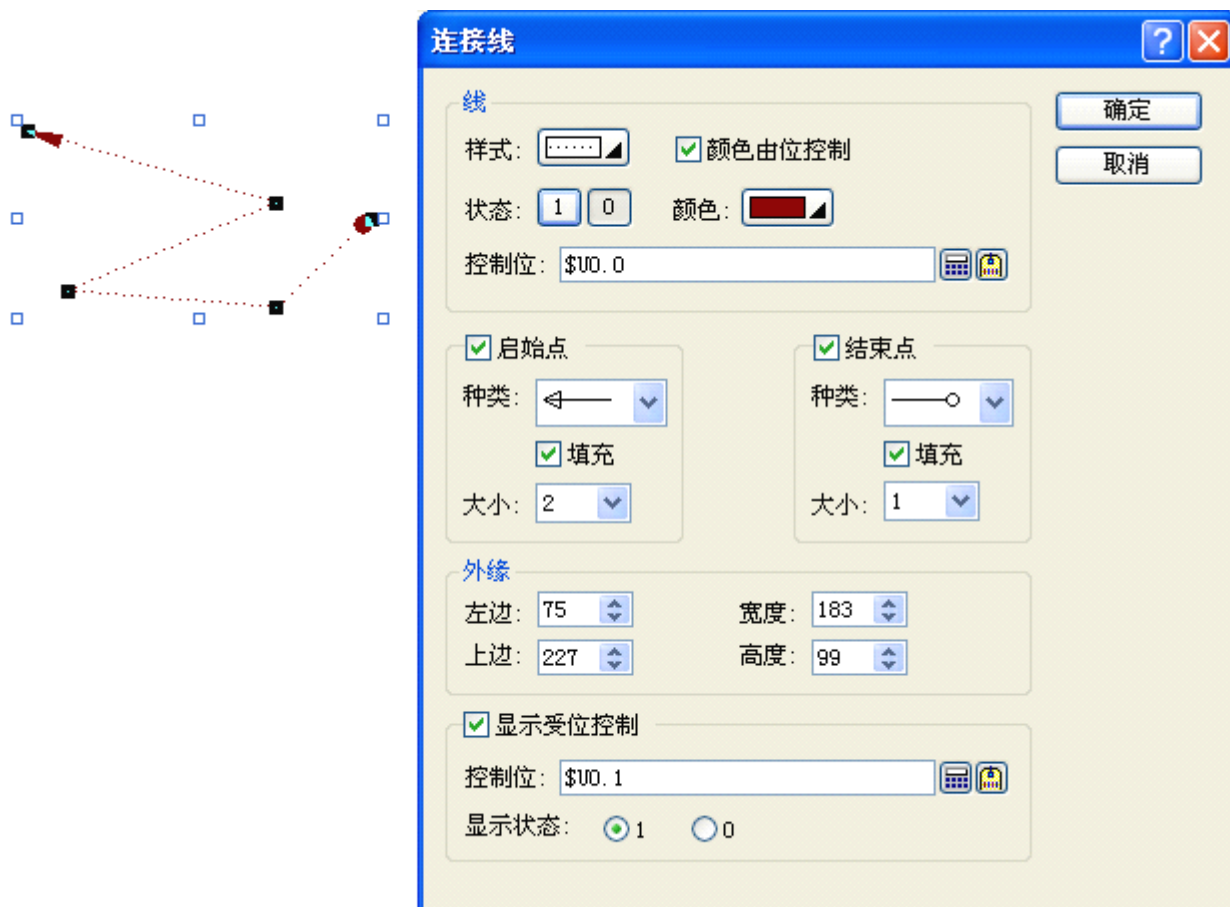 连接线
线
确定
样式: 颜色由位控制
取消
状态: 1 0 颜色:
控制位: $U0.0
启始点 结束点
种类: 种类:
填充 填充
大小: 2 大小: 1
外缘
左边: 75 宽度: 183
上边: 227 高度: 99
显示受位控制
控制位: $U0.1
显示状态: 1 0